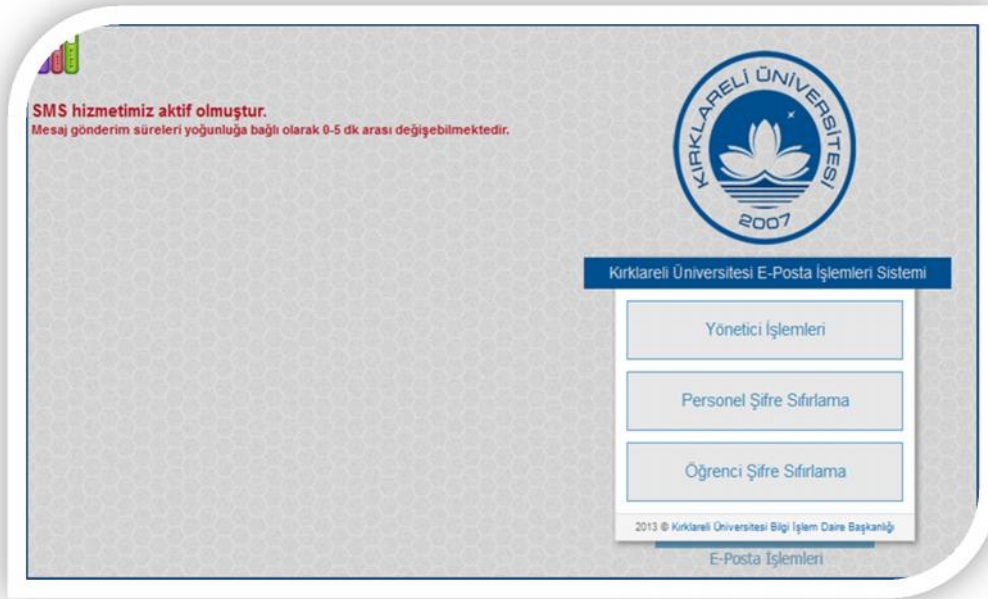 SMS hizmetimiz aktif olmuştur.
Mesaj gönderim süreleri yoğunluğa bağlı olarak 0-5 dk arası değişebilmektedir.
KIRKLARELİ ÜNİVERSİTESİ
2007
Kırklareli Üniversitesi E-Posta İşlemleri Sistemi
Yönetici İşlemleri
Personel Şifre Sıfırlama
Öğrenci Şifre Sıfırlama
2013 © Kırklareli Üniversitesi Bilgi İşlem Daire Başkanlığı
E-Posta İşlemleri